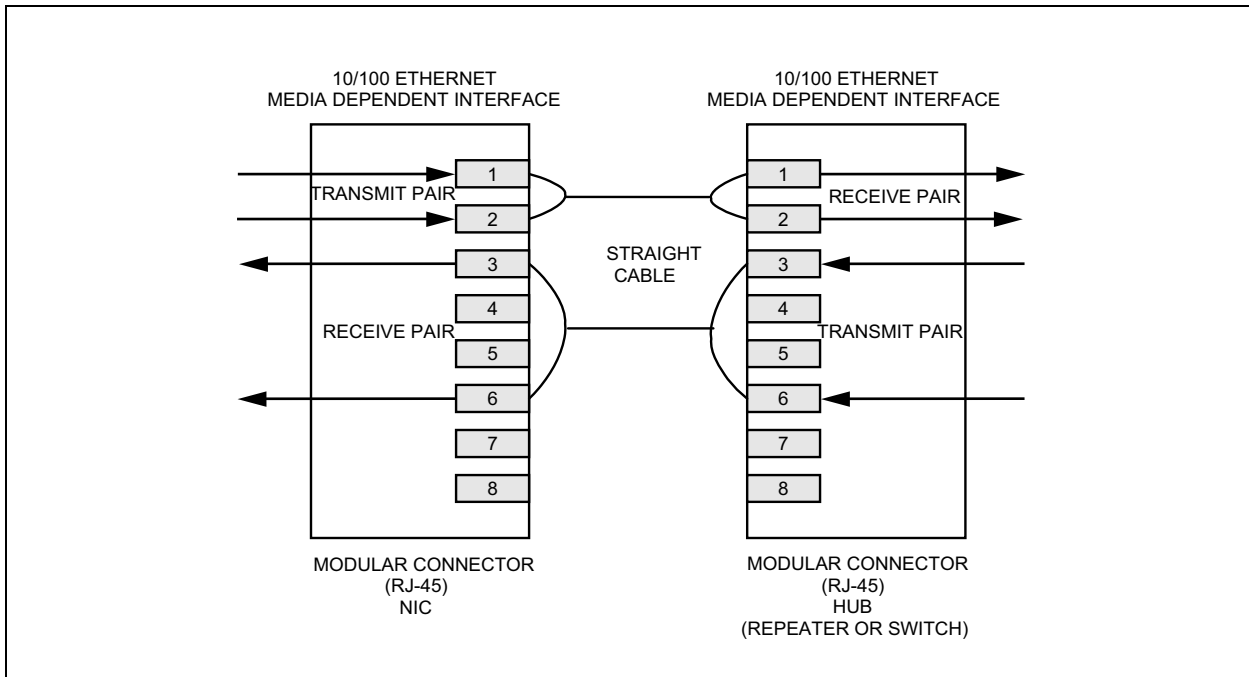 10/100 ETHERNET
MEDIA DEPENDENT INTERFACE
10/100 ETHERNET
MEDIA DEPENDENT INTERFACE
1
TRANSMIT PAIR
2
3
4
RECEIVE PAIR
5
6
7
8
STRAIGHT
CABLE
1
RECEIVE PAIR
2
3
4
TRANSMIT PAIR
5
6
7
8
MODULAR CONNECTOR
(RJ-45)
NIC
MODULAR CONNECTOR
(RJ-45)
HUB
(REPEATER OR SWITCH)